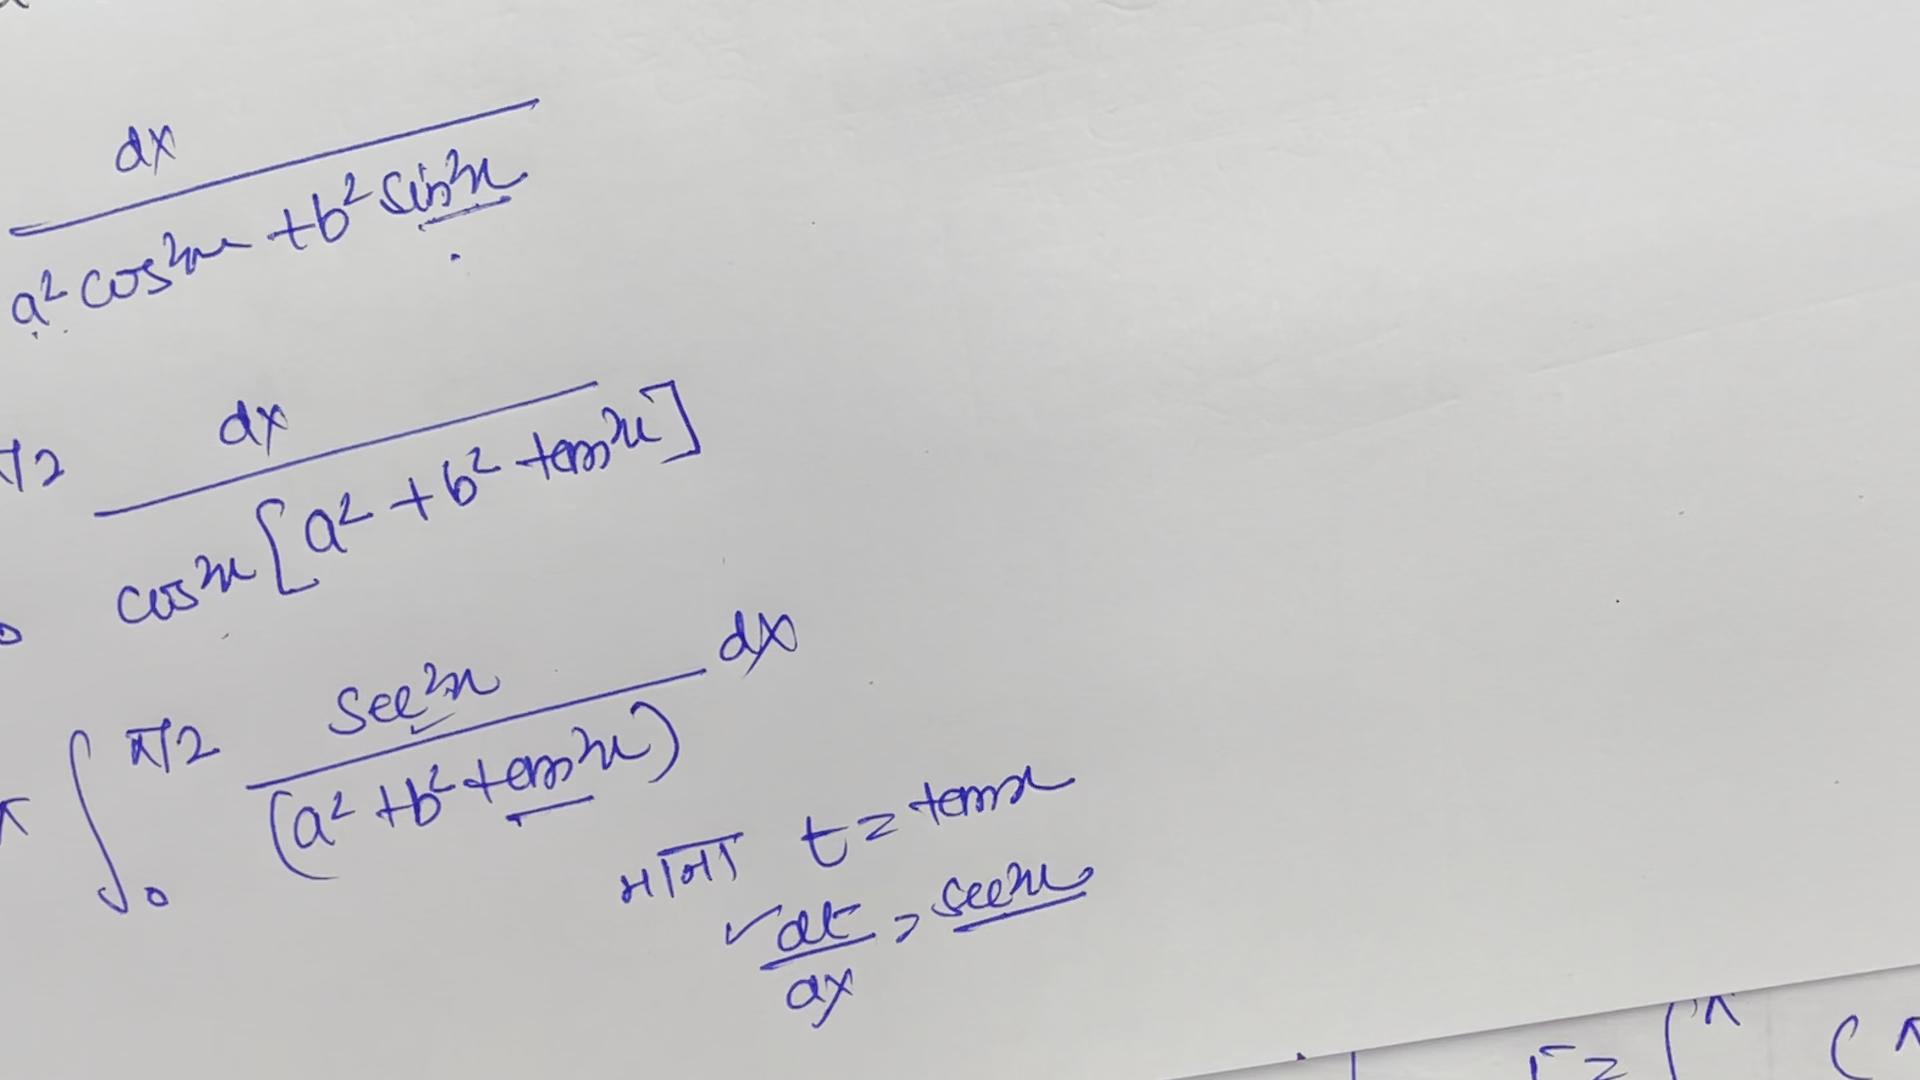 dx
a² cos²x + b² sin²x
π/2 dx
cos²x [a² + b² tan²x]
π ∫₀^π/2 sec²x dx
(a² + b² tan²x)
माना t = tanx
✓ dt = sec²x
dx
I = ∫ π (π